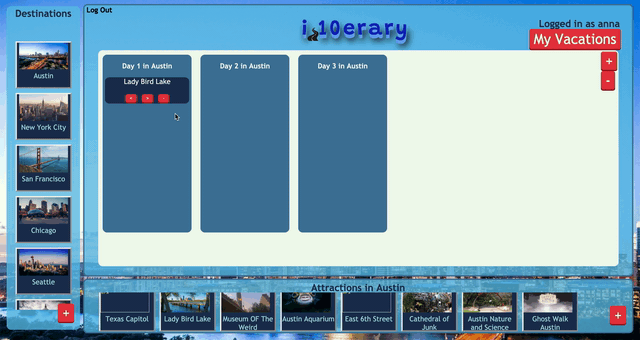 Destinations
Austin
New York City
San Francisco
Chicago
Seattle
+
Log Out
i.10erary
Logged in as anna
My Vacations
+
-
Day 1 in Austin
Lady Bird Lake
Day 2 in Austin
Day 3 in Austin
Attractions in Austin
Texas Capitol
Lady Bird Lake
Museum OF The
Weird
Austin Aquarium
East 6th Street
Cathedral of
Junk
Austin Nature
and Science
Ghost Walk
Austin
+